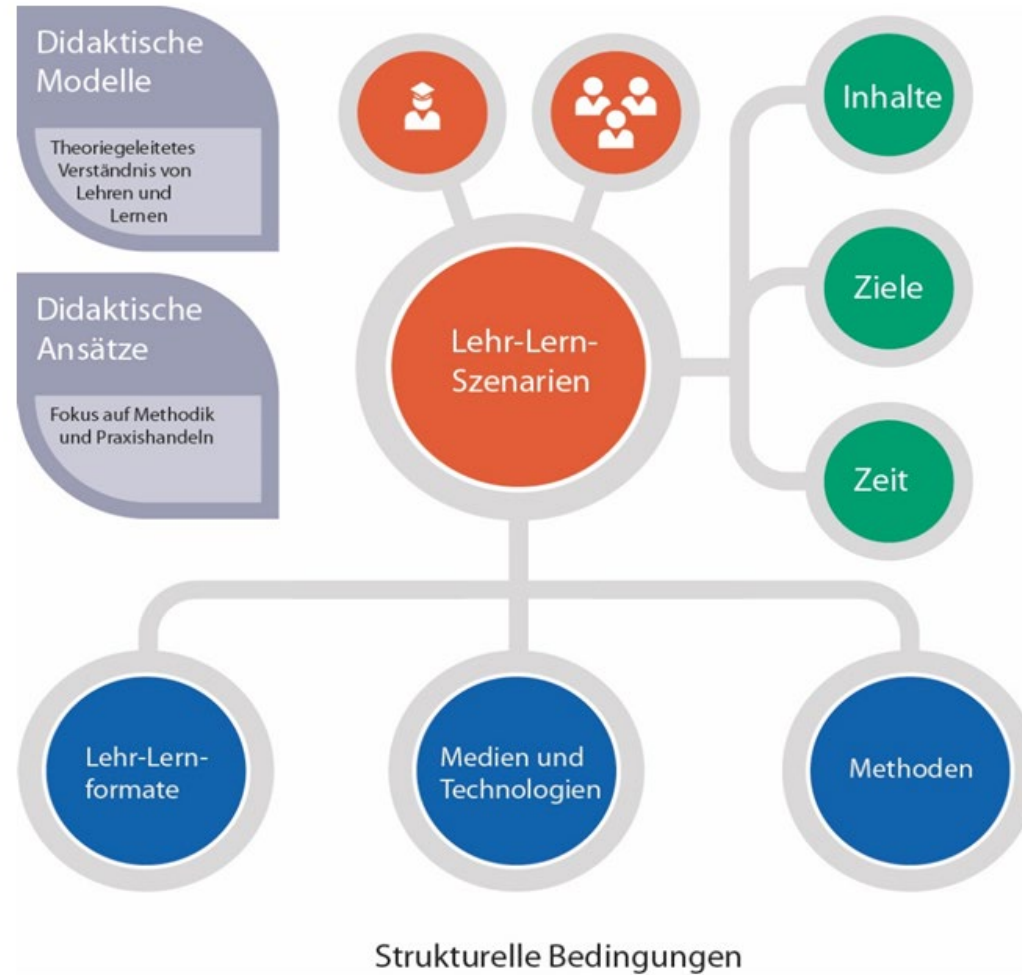 Didaktische
Modelle
Theoriegeleitetes
Verständnis von
Lehren und
Lernen
Didaktische
Ansätze
Fokus auf Methodik
und Praxishandeln
Lehr-Lern-
Szenarien
Inhalte
Ziele
Zeit
Lehr-Lern-
formate
Medien und
Technologien
Methoden
Strukturelle Bedingungen